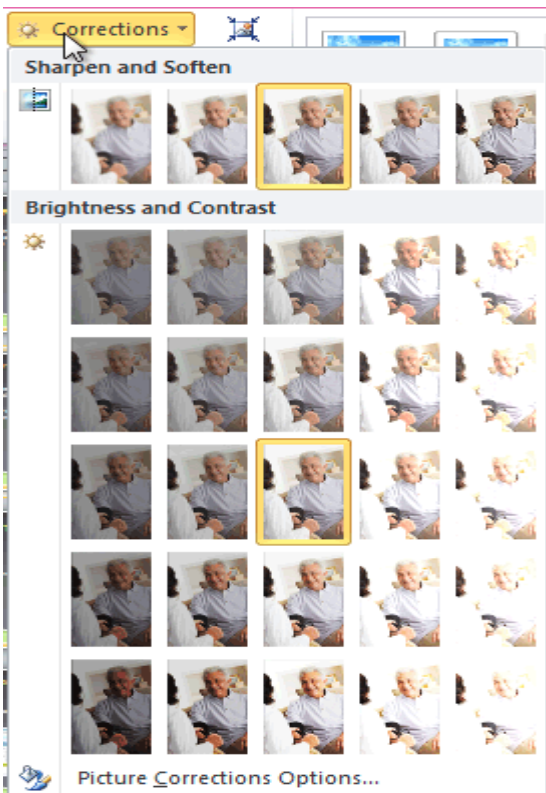 Corrections
Sharpen and Soften
Brightness and Contrast
Picture Corrections Options...